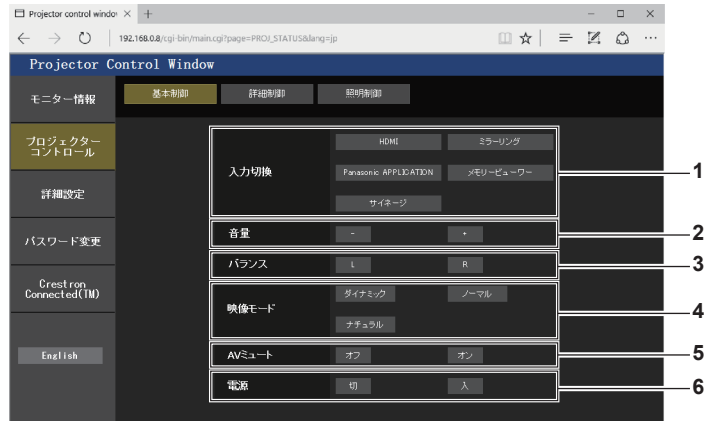 Projector control windov
192.168.0.8/cgi-bin/main.cgi?page=PROJ_STATUS&lang=jp
Projector Control Window
モニター情報
プロジェクター
コントロール
詳細設定
パスワード変更
Crestron
Connected(TM)
English
基本制御 詳細制御 照明制御
入力切換 HDMI ミラーリング 1
Panasonic APPLICATION メモリービューワー
サイネージ
音量 - + 2
バランス L R 3
映像モード ダイナミック ノーマル 4
ナチュラル
AVミュート オフ オン 5
電源 切 入 6